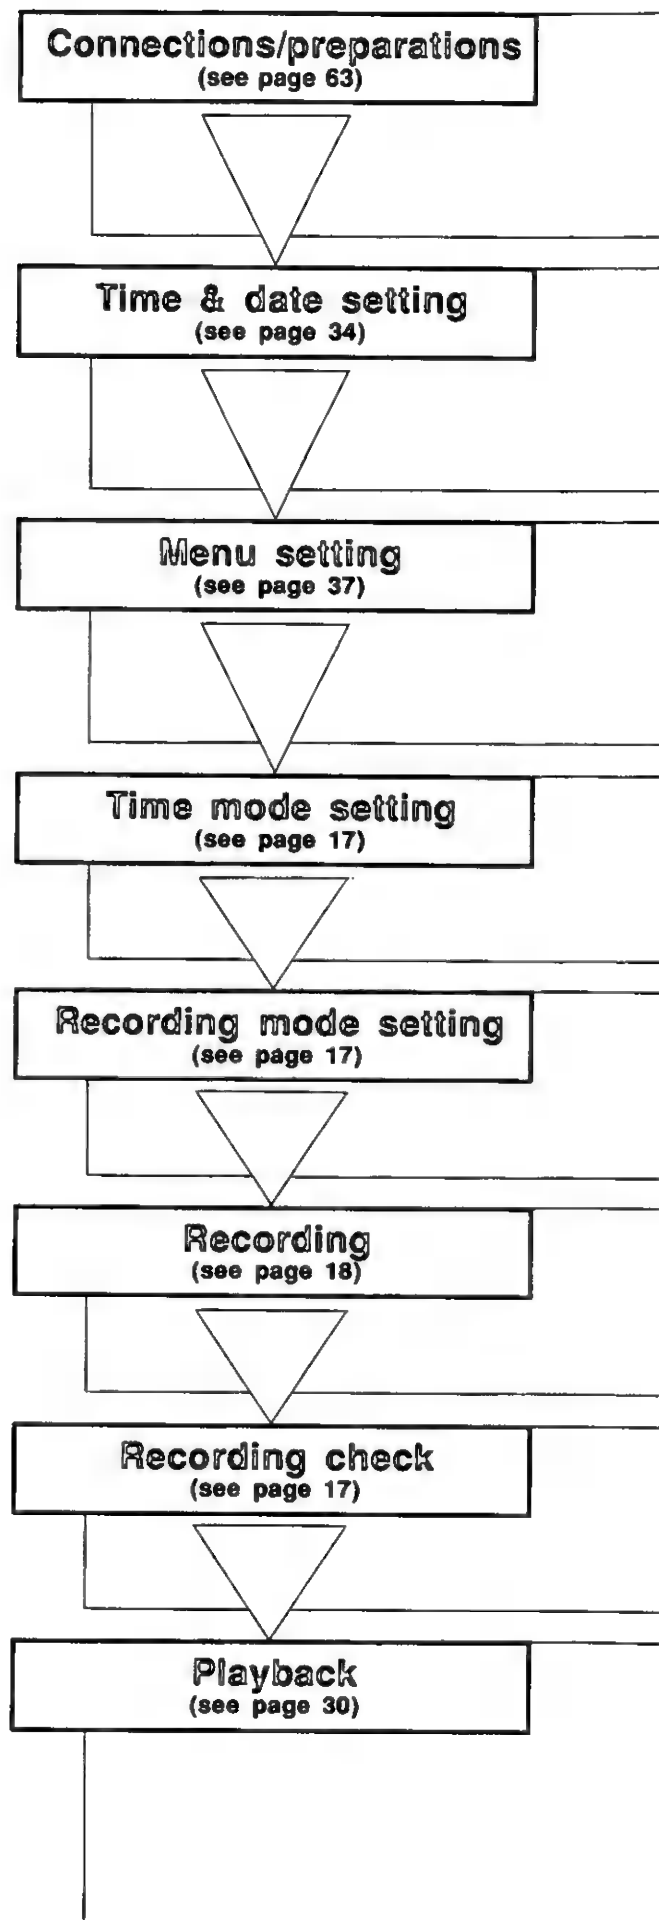 Connections/preparations
(see page 63)
Time & date setting
(see page 34)
Menu setting
(see page 37)
Time mode setting
(see page 17)
Recording mode setting
(see page 17)
Recording
(see page 18)
Recording check
(see page 17)
Playback
(see page 30)